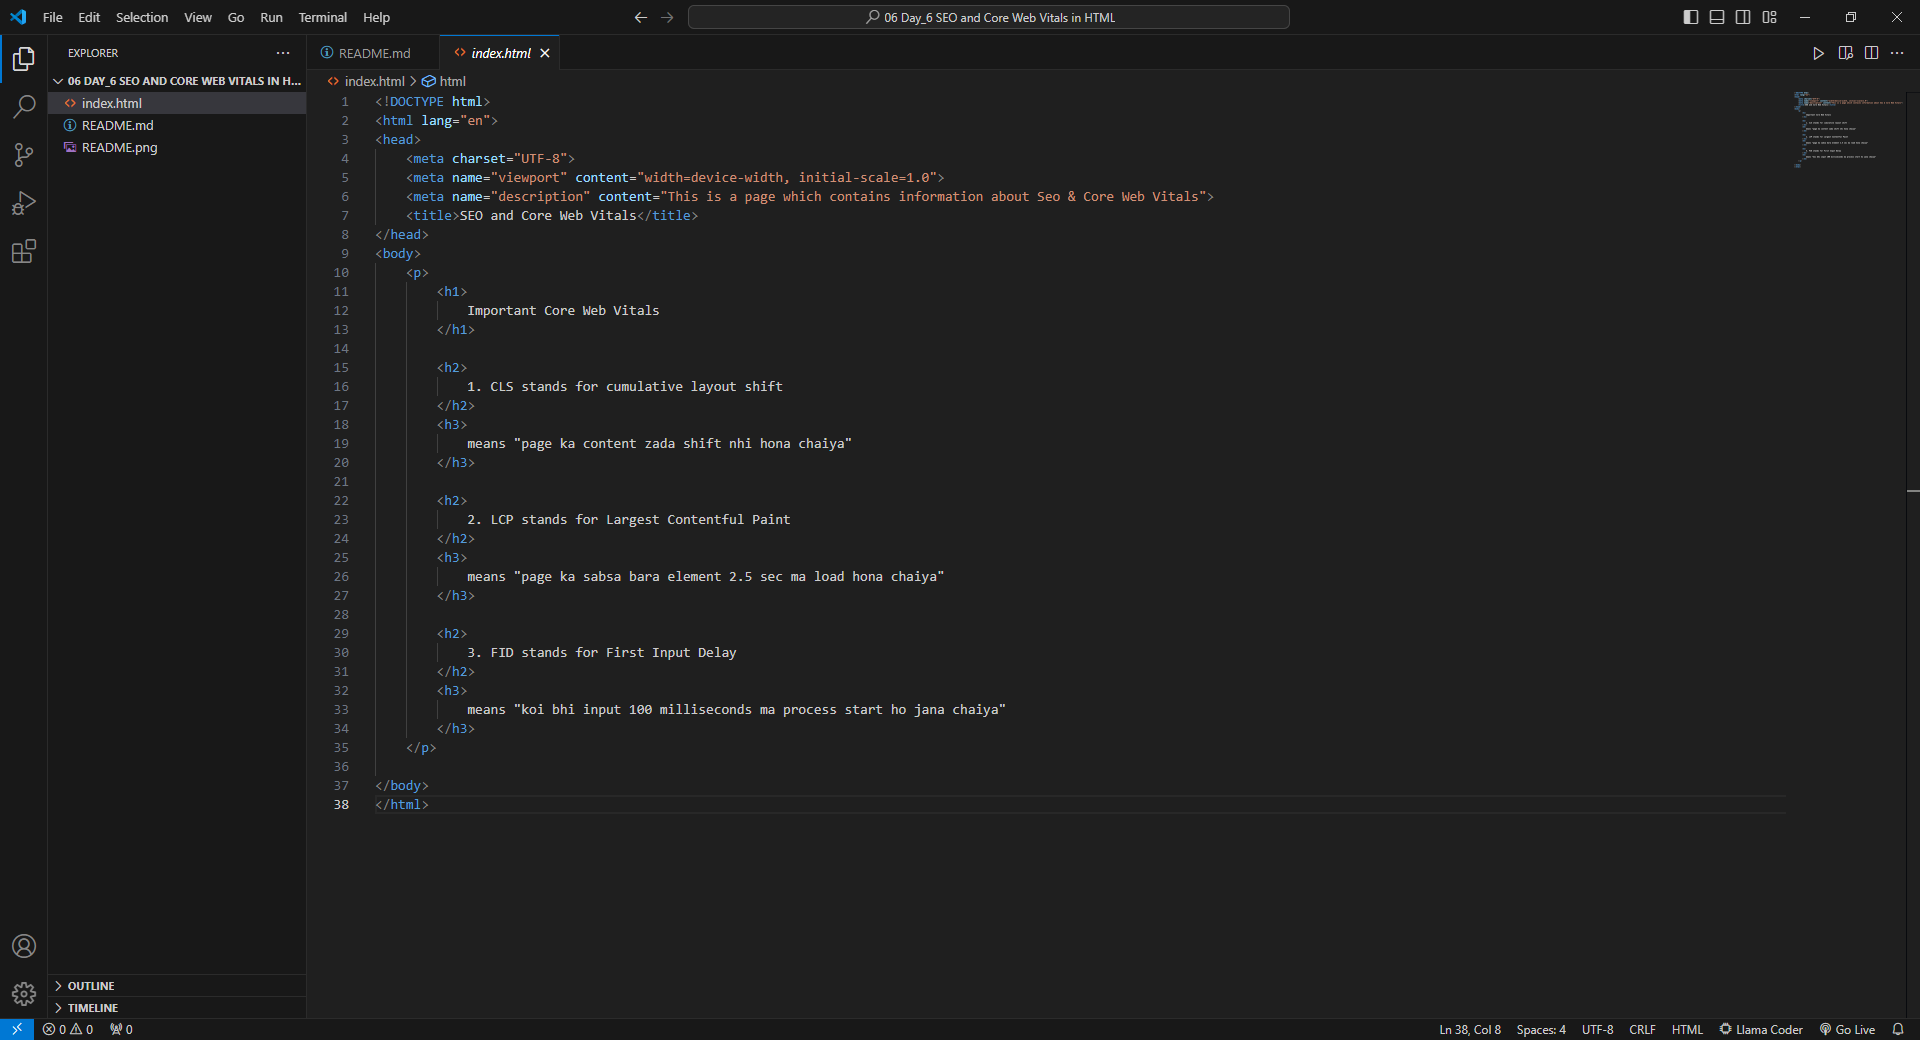 File Edit Selection View Go Run Terminal Help
06 Day_6 SEO and Core Web Vitals in HTML
EXPLORER
06 DAY_6 SEO AND CORE WEB VITALS IN H...
index.html
README.md
README.png
OUTLINE
TIMELINE
README.md
index.html
index.html > html
1 <!DOCTYPE html>
2 <html lang="en">
3 <head>
4 <meta charset="UTF-8">
5 <meta name="viewport" content="width=device-width, initial-scale=1.0">
6 <meta name="description" content="This is a page which contains information about Seo & Core Web Vitals">
7 <title>SEO and Core Web Vitals</title>
8 </head>
9 <body>
10 <p>
11 <h1>
12 Important Core Web Vitals
13 </h1>
14
15 <h2>
16 1. CLS stands for cumulative layout shift
17 </h2>
18 <h3>
19 means "page ka content zada shift nhi hona chaiya"
20 </h3>
21
22 <h2>
23 2. LCP stands for Largest Contentful Paint
24 </h2>
25 <h3>
26 means "page ka sabsa bara element 2.5 sec ma load hona chaiya"
27 </h3>
28
29 <h2>
30 3. FID stands for First Input Delay
31 </h2>
32 <h3>
33 means "koi bhi input 100 milliseconds ma process start ho jana chaiya"
34 </h3>
35 </p>
36
37 </body>
38 </html>
0 0 0
Ln 38, Col 8 Spaces: 4 UTF-8 CRLF HTML Llama Coder Go Live